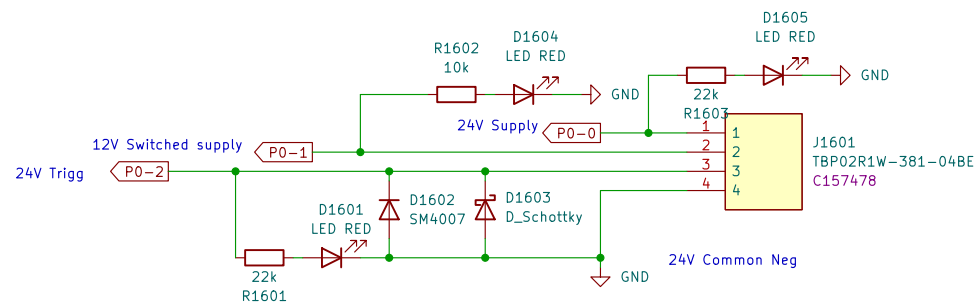 D1605
LED RED
D1604
LED RED
R1602
10k
GND
GND
22k
R1603
24V Supply
P0-0
12V Switched supply
P0-1
24V Trigg
P0-2
1
2
3
4
1
2
3
4
J1601
TBP02R1W-381-04BE
C157478
D1602
SM4007
D1603
D_Schottky
D1601
LED RED
22k
R1601
GND
24V Common Neg